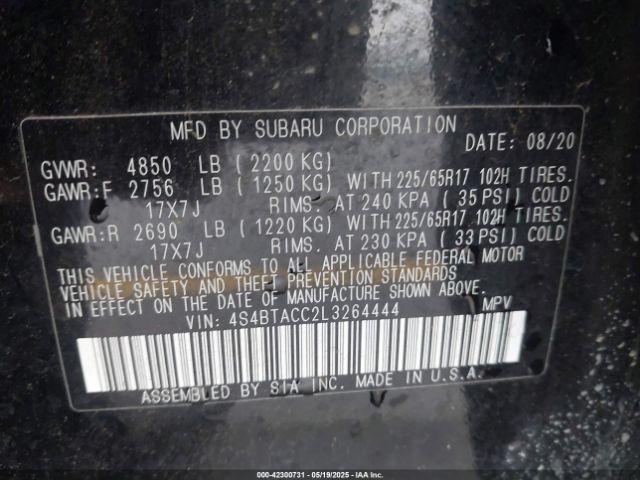 MFD BY SUBARU CORPORATION
DATE: 08/20
GVWR: 4850 LB (2200 KG)
GAWR:F 2756 LB (1250 KG) WITH 225/65R17 102H TIRES.
17X7J RIMS. AT 240 KPA (35 PSI) COLD
GAWR:R 2690 LB (1220 KG) WITH 225/65R17 102H TIRES.
17X7J RIMS. AT 230 KPA (33 PSI) COLD
THIS VEHICLE CONFORMS TO ALL APPLICABLE FEDERAL MOTOR
VEHICLE SAFETY AND THEFT PREVENTION STANDARDS
IN EFFECT ON THE DATE OF MANUFACTURE SHOWN ABOVE.
VIN: 4S4BTACC2L3264444 MPV
ASSEMBLED BY SIA INC. MADE IN U.S.A.
000-42300731 - 05/19/2025 - IAA Inc.